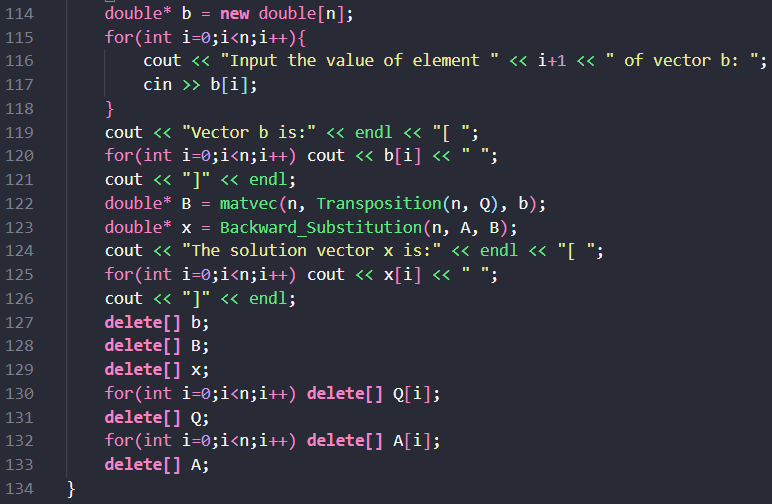 114 double* b = new double[n];
115 for(int i=0;i<n;i++){
116 cout << "Input the value of element " << i+1 << " of vector b: ";
117 cin >> b[i];
118 }
119 cout << "Vector b is:" << endl << "[ ";
120 for(int i=0;i<n;i++) cout << b[i] << " ";
121 cout << "]" << endl;
122 double* B = matvec(n, Transposition(n, Q), b);
123 double* x = Backward_Substitution(n, A, B);
124 cout << "The solution vector x is:" << endl << "[ ";
125 for(int i=0;i<n;i++) cout << x[i] << " ";
126 cout << "]" << endl;
127 delete[] b;
128 delete[] B;
129 delete[] x;
130 for(int i=0;i<n;i++) delete[] Q[i];
131 delete[] Q;
132 for(int i=0;i<n;i++) delete[] A[i];
133 delete[] A;
134 }